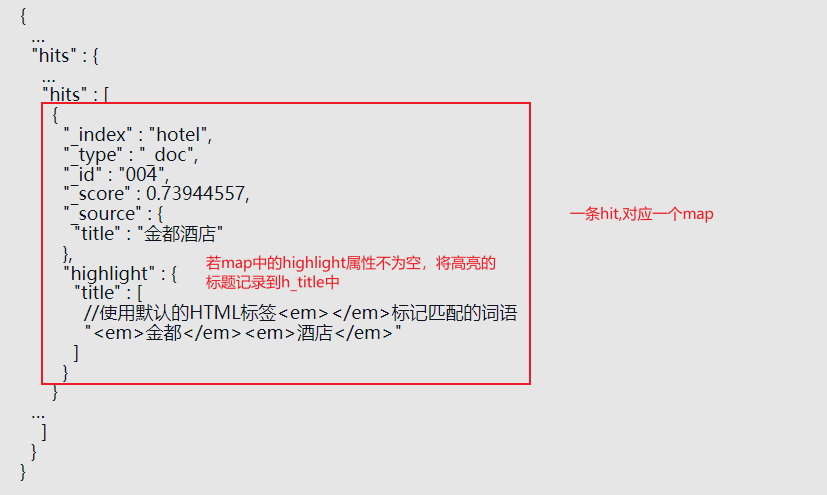 {
...
"hits" : {
...
"hits" : [
{
"_index" : "hotel",
"_type" : "_doc",
"_id" : "004",
"_score" : 0.73944557,
"_source" : {
"title" : "金都酒店"
},
"highlight" : {
"title" : [
//使用默认的HTML标签<em></em>标记匹配的词语
"<em>金都</em><em>酒店</em>"
]
}
}
...
]
}
}
一条hit,对应一个map
若map中的highlight属性不为空，将高亮的
标题记录到h_title中